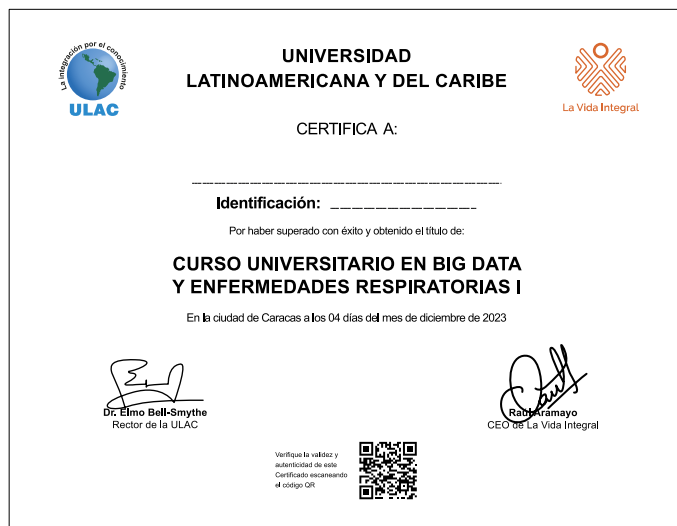 La integración por el conocimiento
ULAC
UNIVERSIDAD
LATINOAMERICANA Y DEL CARIBE
La Vida Integral
CERTIFICA A:
Identificación:
Por haber superado con éxito y obtenido el título de:
CURSO UNIVERSITARIO EN BIG DATA
Y ENFERMEDADES RESPIRATORIAS I
En la ciudad de Caracas a los 04 días del mes de diciembre de 2023
Dr. Elmo Bell-Smythe
Rector de la ULAC
Raúl Aramayo
CEO de La Vida Integral
Verifique la validez y
autenticidad de este
Certificado escaneando
el código QR